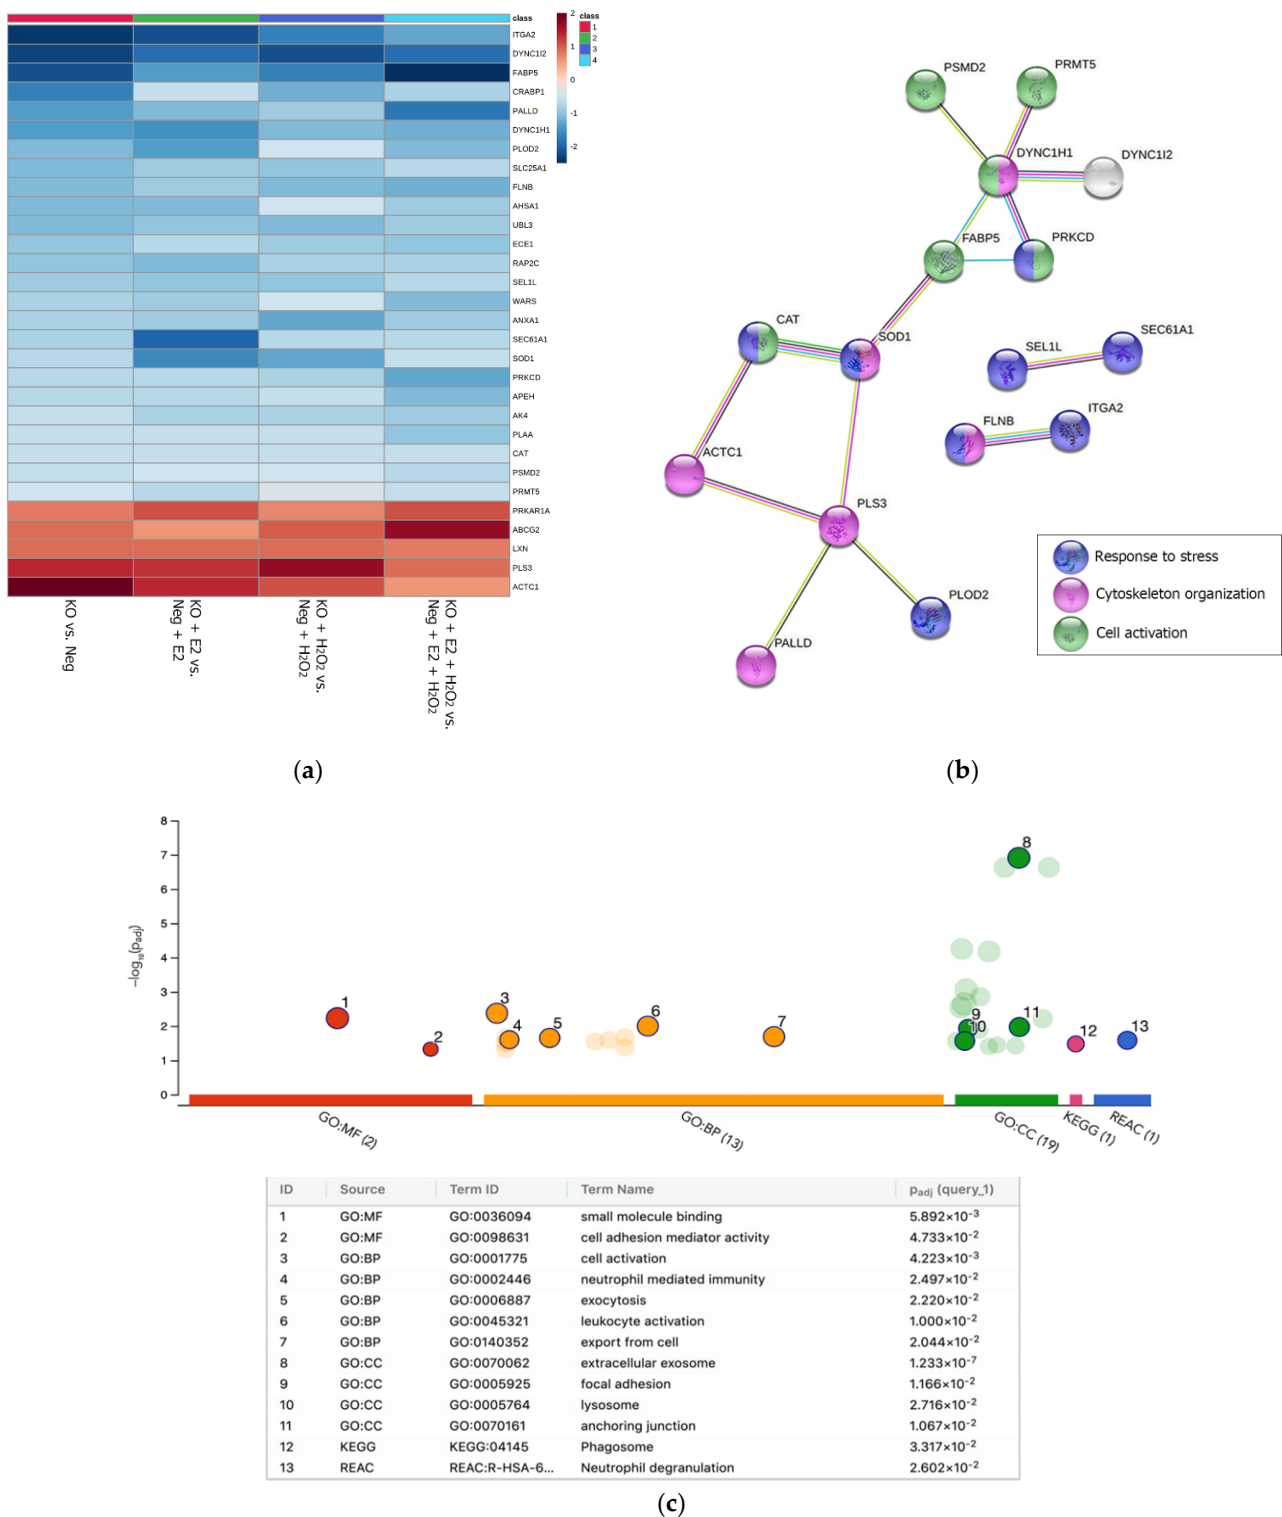 class
ITGA2
DYNC1I2
FABP5
CRABP1
PALLD
DYNC1H1
PLOD2
SLC25A1
FLNB
AHSA1
UBL3
ECE1
RAP2C
SEL1L
WARS
ANXA1
SEC61A1
SOD1
PRKCD
APEH
AK4
PLAA
CAT
PSMD2
PRMT5
PRKAR1A
ABCG2
LXN
PLS3
ACTC1
2
1
0
-1
-2
class
1
2
3
4
KO vs. Neg
KO + E2 vs.
Neg + E2
KO + H2O2 vs.
Neg + H2O2
KO + E2 + H2O2 vs.
Neg + E2 + H2O2
(a)
PSMD2
PRMT5
DYNC1H1
DYNC1I2
FABP5
PRKCD
CAT
SOD1
SEL1L
SEC61A1
FLNB
ITGA2
ACTC1
PLS3
PLOD2
PALLD
Response to stress
Cytoskeleton organization
Cell activation
(b)
8
7
6
5
4
3
2
1
0
-log10(padj)
1
2
3
4
5
6
7
8
9
10
11
12
13
GO:MF (2)
GO:BP (13)
GO:CC (19)
KEGG (1)
REAC (1)
ID Source Term ID Term Name padj (query_1)
1 GO:MF GO:0036094 small molecule binding 5.892×10-3
2 GO:MF GO:0098631 cell adhesion mediator activity 4.733×10-2
3 GO:BP GO:0001775 cell activation 4.223×10-3
4 GO:BP GO:0002446 neutrophil mediated immunity 2.497×10-2
5 GO:BP GO:0006887 exocytosis 2.220×10-2
6 GO:BP GO:0045321 leukocyte activation 1.000×10-2
7 GO:BP GO:0140352 export from cell 2.044×10-2
8 GO:CC GO:0070062 extracellular exosome 1.233×10-7
9 GO:CC GO:0005925 focal adhesion 1.166×10-2
10 GO:CC GO:0005764 lysosome 2.716×10-2
11 GO:CC GO:0070161 anchoring junction 1.067×10-2
12 KEGG KEGG:04145 Phagosome 3.317×10-2
13 REAC REAC:R-HSA-6... Neutrophil degranulation 2.602×10-2
(c)